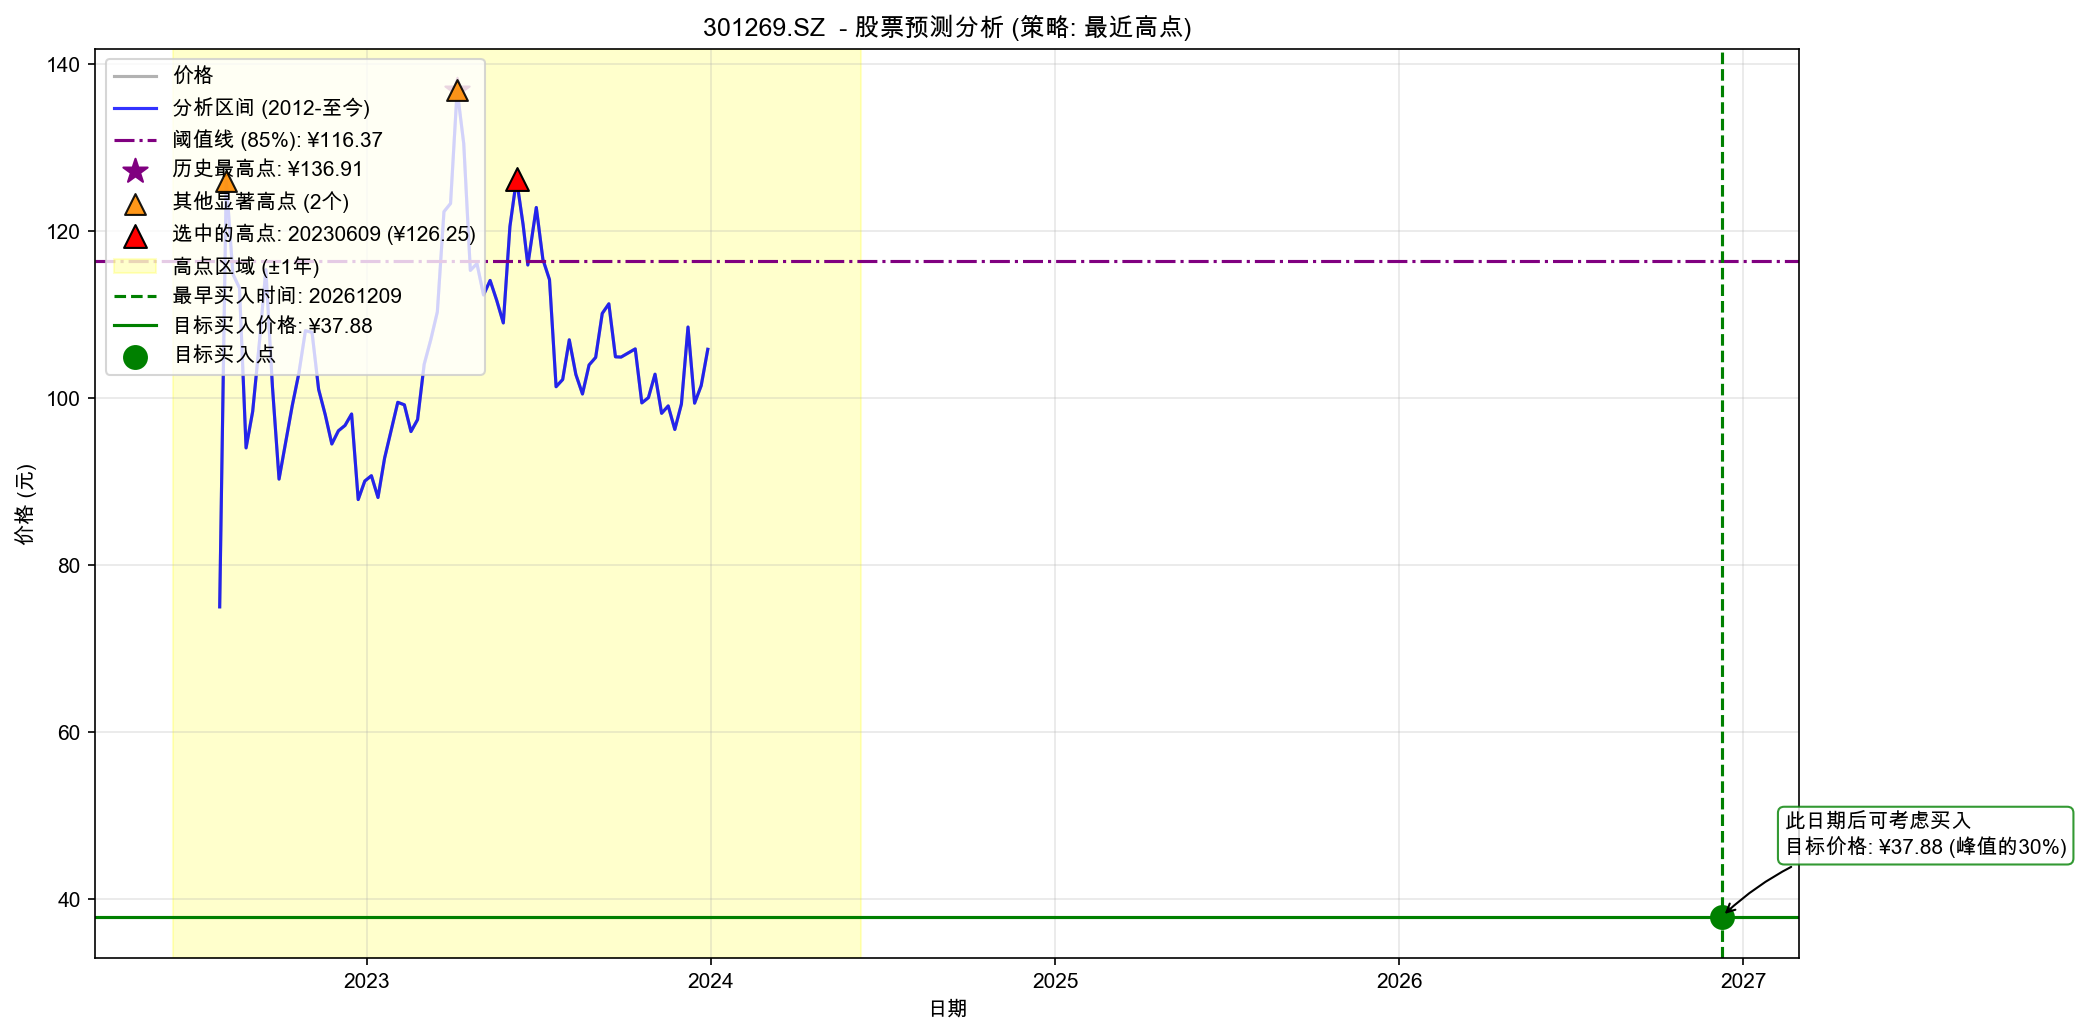 301269.SZ - 股票预测分析 (策略: 最近高点)
价格
分析区间 (2012-至今)
阈值线 (85%): ¥116.37
历史最高点: ¥136.91
其他显著高点 (2个)
选中的高点: 20230609 (¥126.25)
高点区域 (±1年)
最早买入时间: 20261209
目标买入价格: ¥37.88
目标买入点
140
120
100
80
60
40
价格 (元)
此日期后可考虑买入
目标价格: ¥37.88 (峰值的30%)
2023
2024
2025
2026
2027
日期